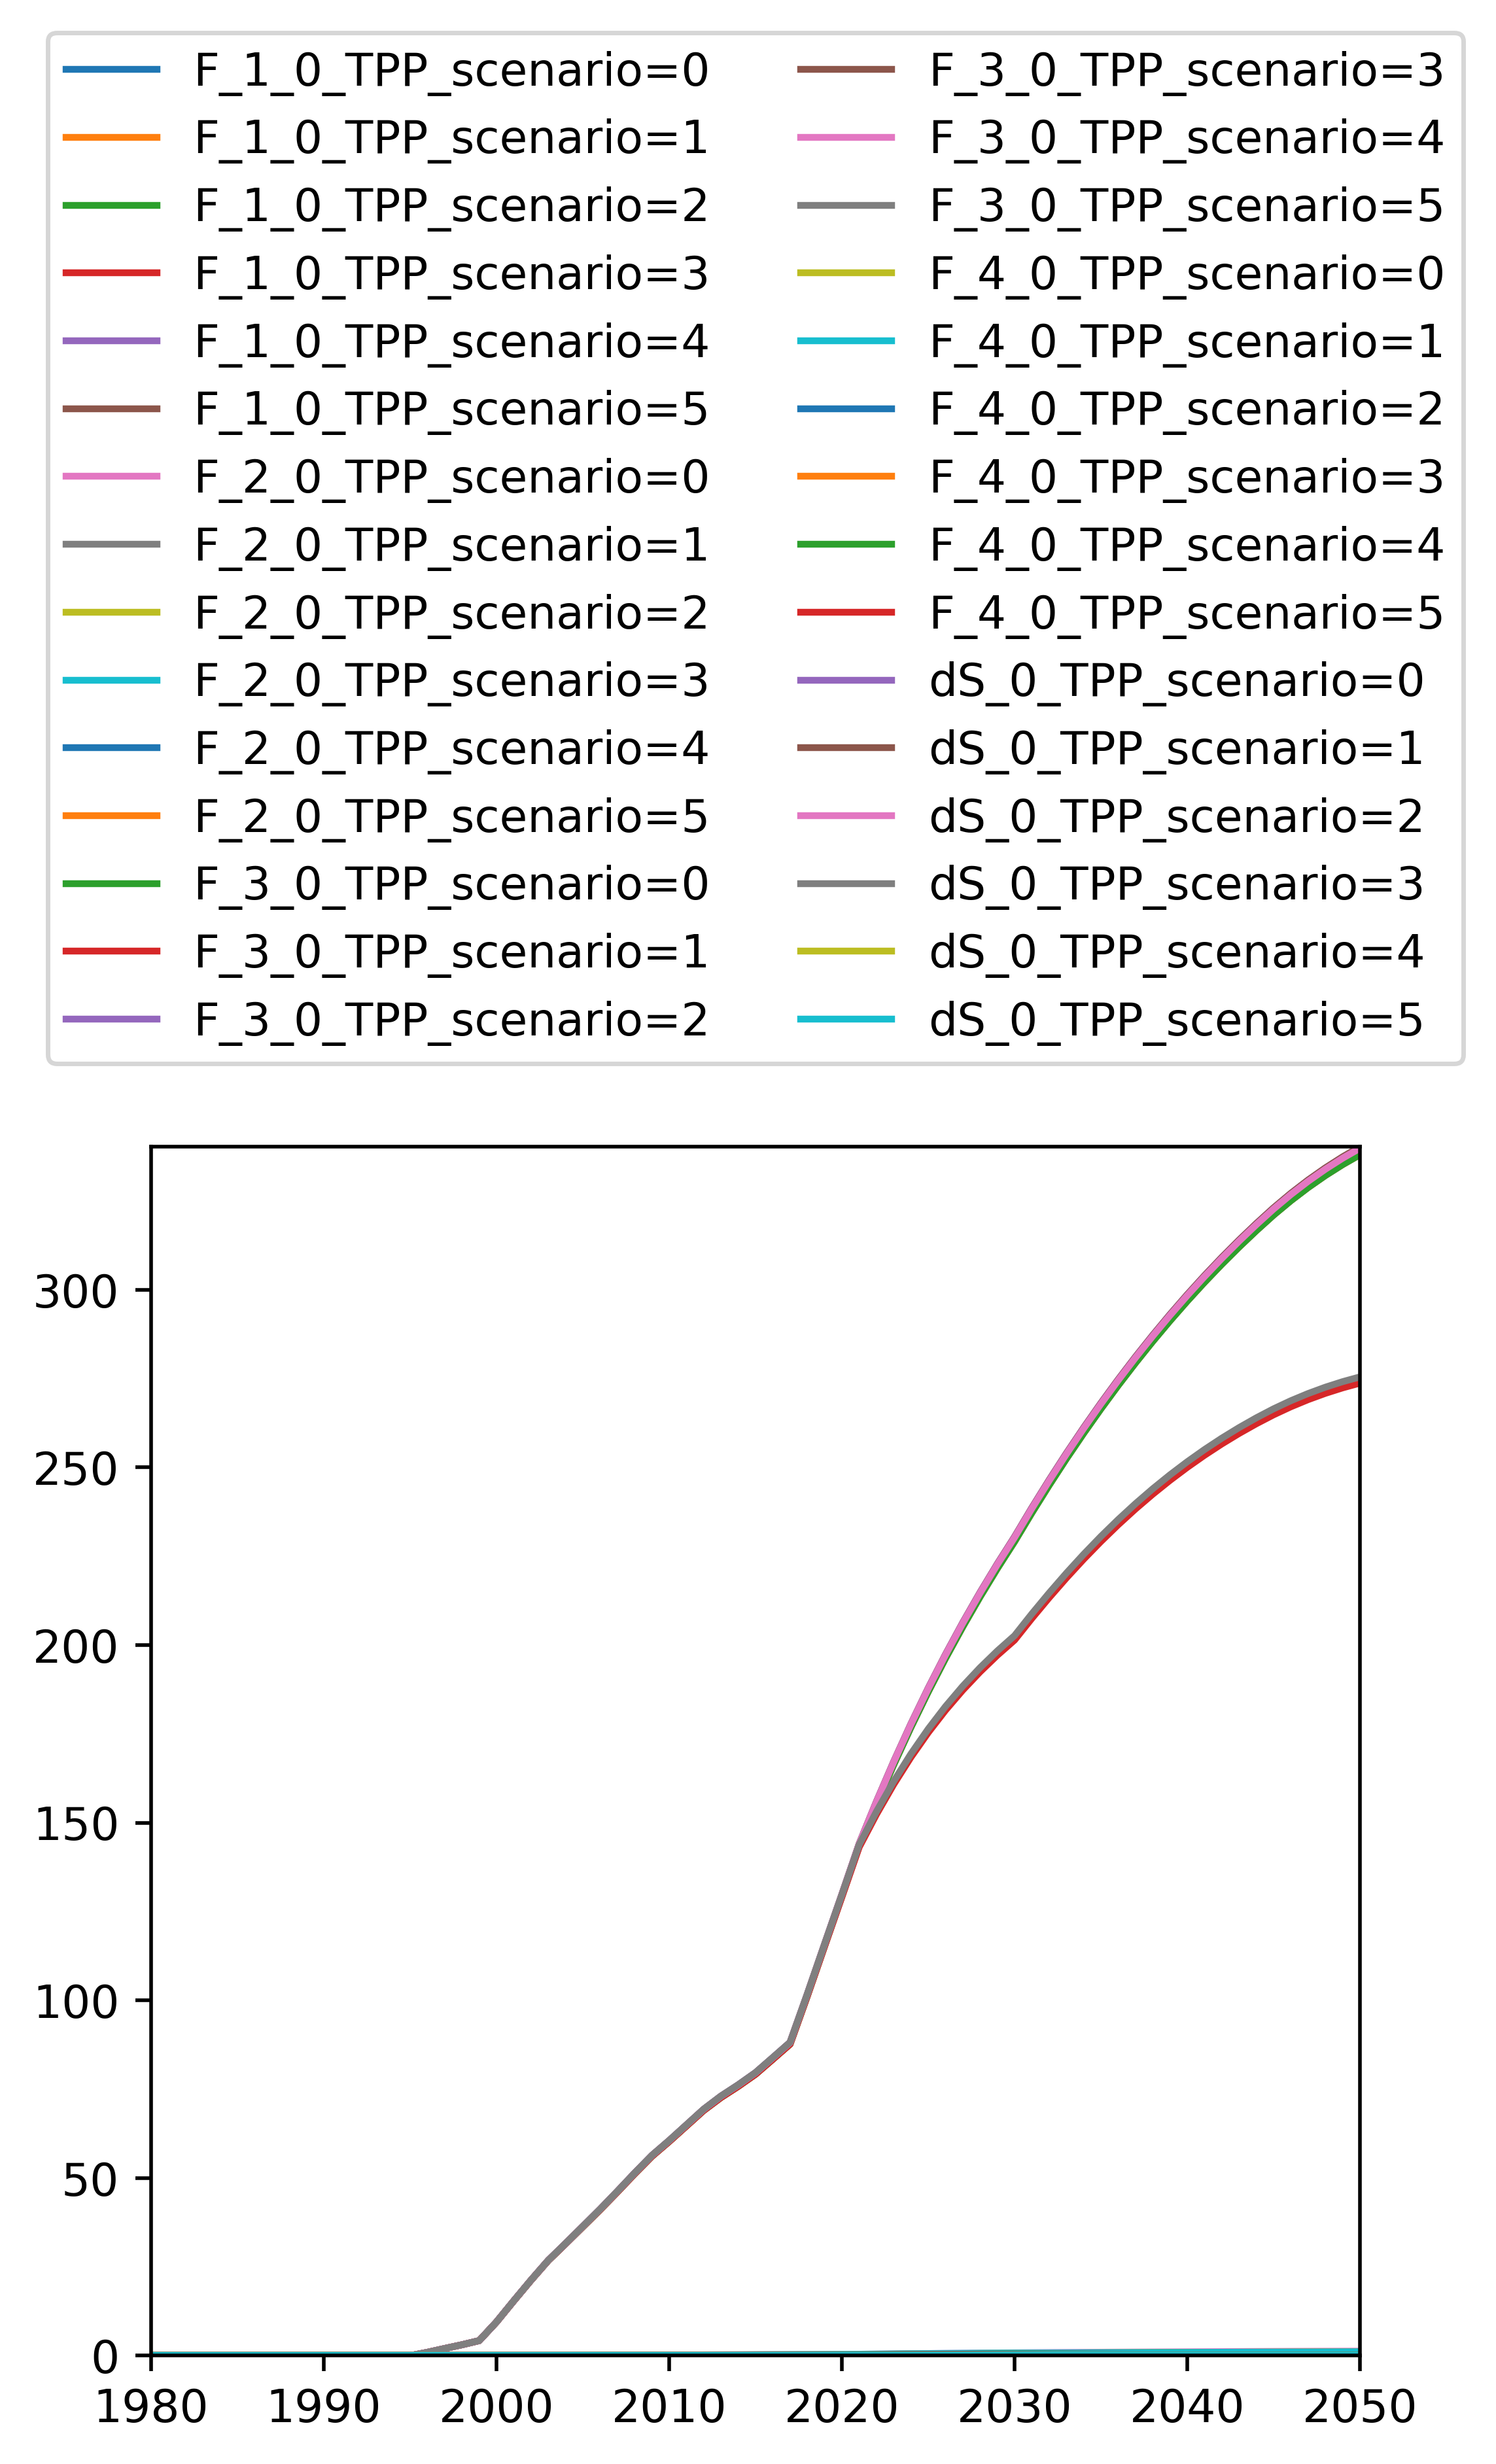 F_1_0_TPP_scenario=0
F_1_0_TPP_scenario=1
F_1_0_TPP_scenario=2
F_1_0_TPP_scenario=3
F_1_0_TPP_scenario=4
F_1_0_TPP_scenario=5
F_2_0_TPP_scenario=0
F_2_0_TPP_scenario=1
F_2_0_TPP_scenario=2
F_2_0_TPP_scenario=3
F_2_0_TPP_scenario=4
F_2_0_TPP_scenario=5
F_3_0_TPP_scenario=0
F_3_0_TPP_scenario=1
F_3_0_TPP_scenario=2
F_3_0_TPP_scenario=3
F_3_0_TPP_scenario=4
F_3_0_TPP_scenario=5
F_4_0_TPP_scenario=0
F_4_0_TPP_scenario=1
F_4_0_TPP_scenario=2
F_4_0_TPP_scenario=3
F_4_0_TPP_scenario=4
F_4_0_TPP_scenario=5
dS_0_TPP_scenario=0
dS_0_TPP_scenario=1
dS_0_TPP_scenario=2
dS_0_TPP_scenario=3
dS_0_TPP_scenario=4
dS_0_TPP_scenario=5
300
250
200
150
100
50
0
1980 1990 2000 2010 2020 2030 2040 2050